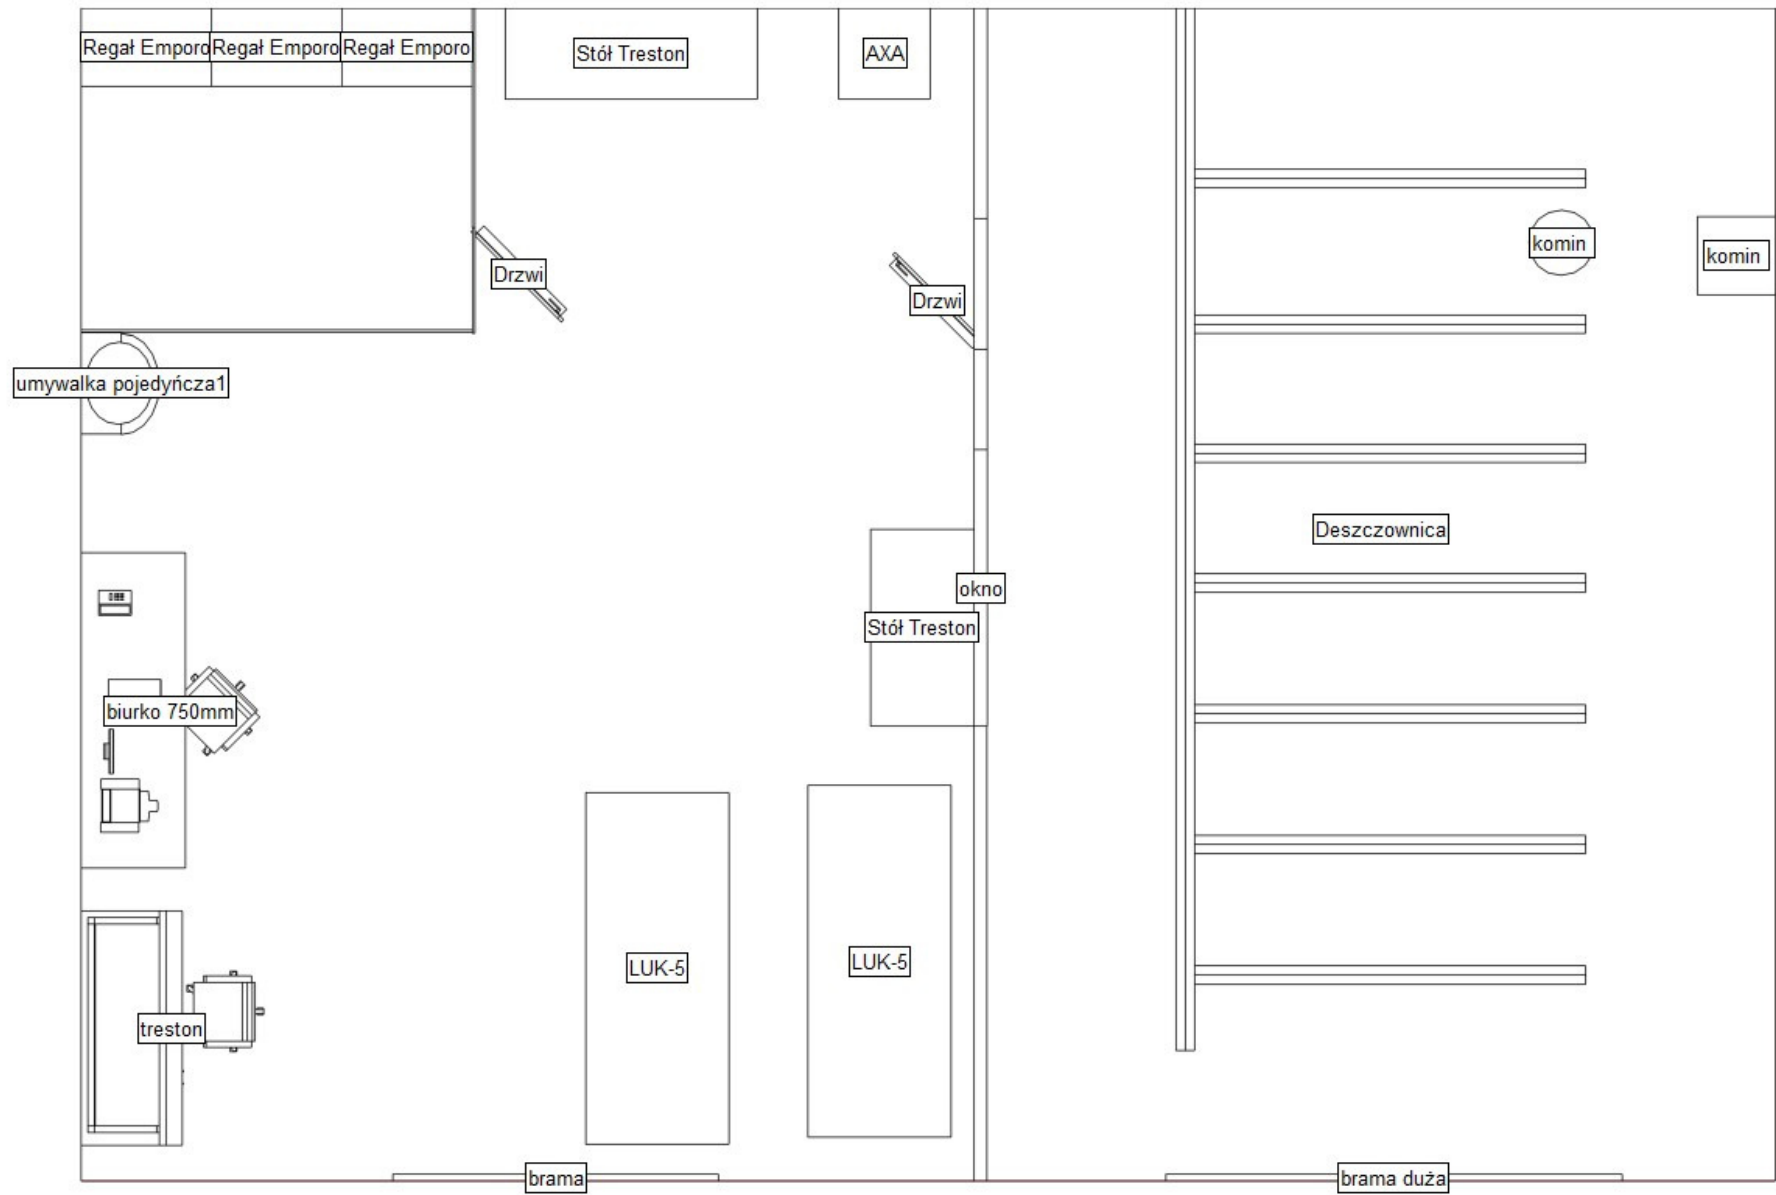 Regał Emporo
Regał Emporo
Regał Emporo
Stół Treston
AXA
Drzwi
Drzwi
komin
komin
umywalka pojedyńcza1
Deszczownica
okno
Stół Treston
biurko 750mm
LUK-5
LUK-5
treston
brama
brama duża